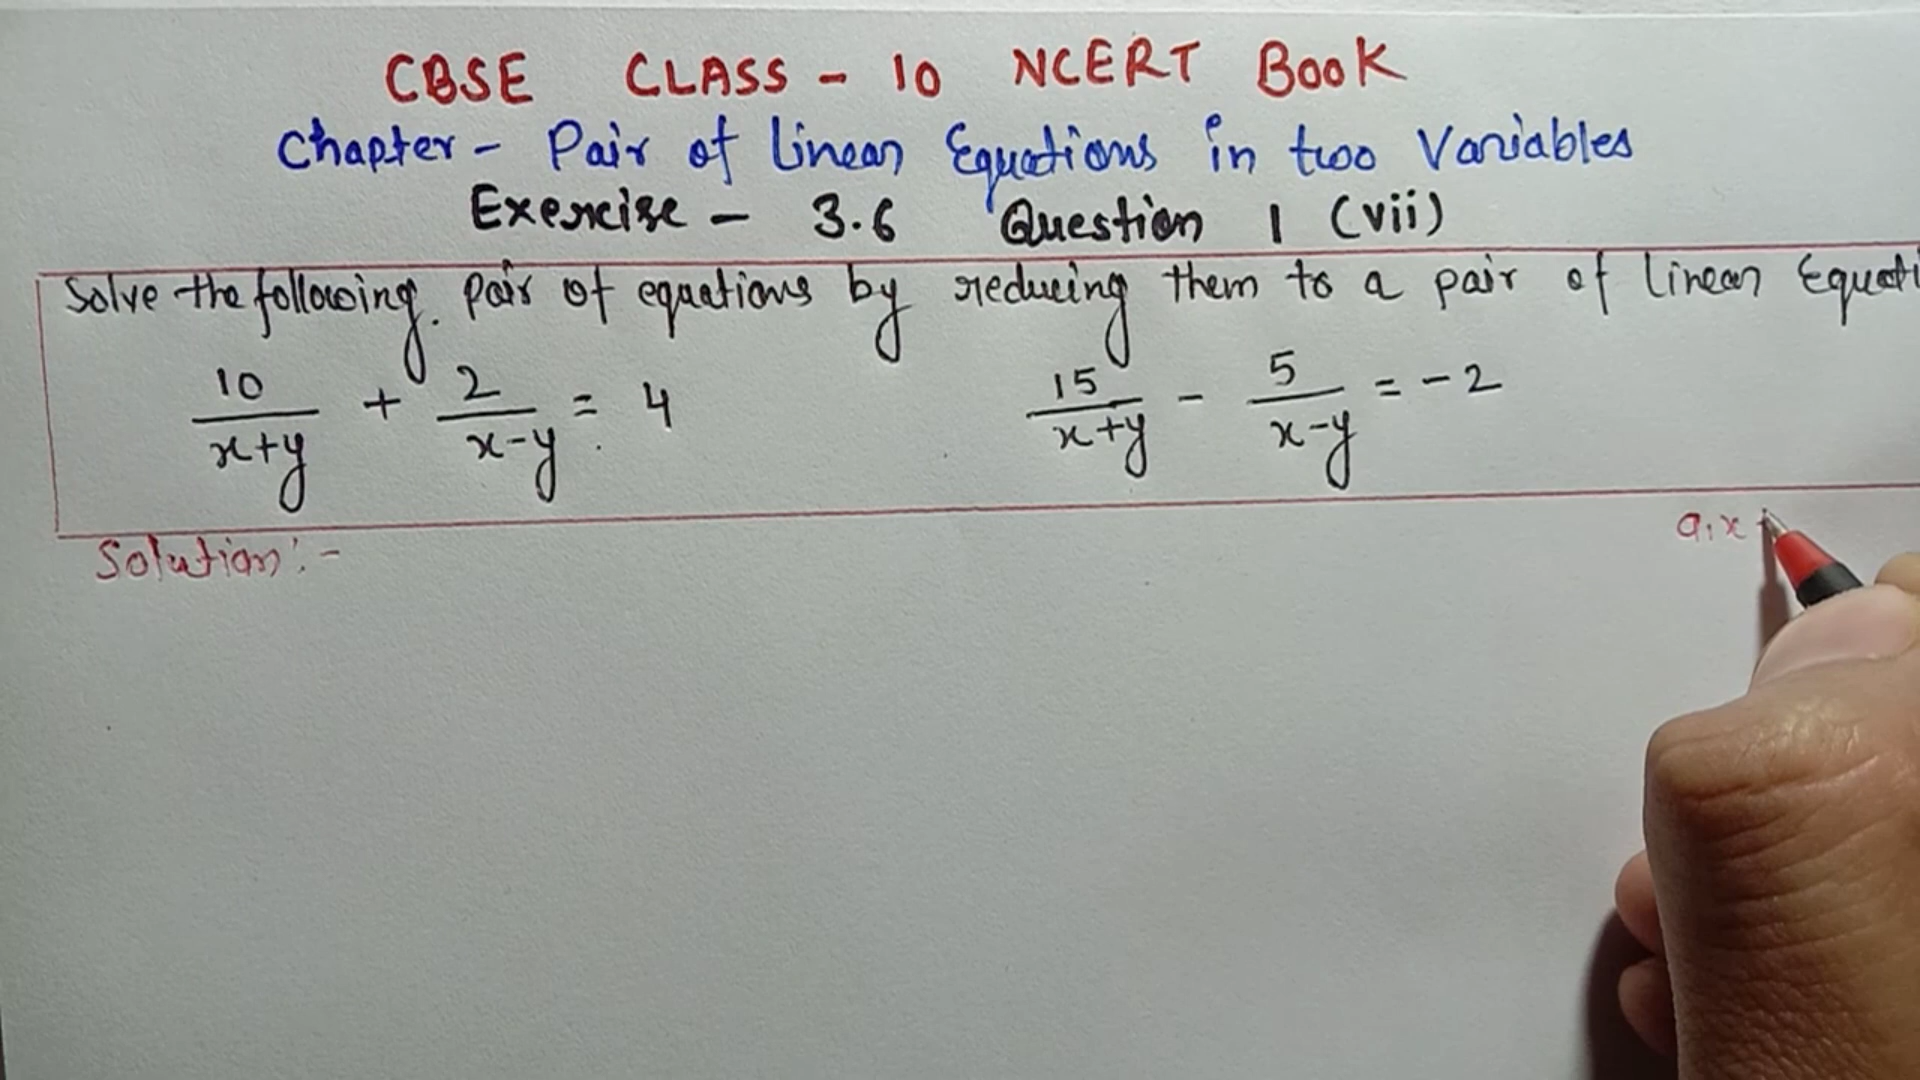 CBSE CLASS - 10 NCERT Book
Chapter - Pair of Linear Equations in two Variables
Exercise - 3.6 Question 1 (vii)
Solve the following pair of equations by reducing them to a pair of linear Equati
10/(x+y) + 2/(x-y) = 4 15/(x+y) - 5/(x-y) = -2
Solution :-
a₁x